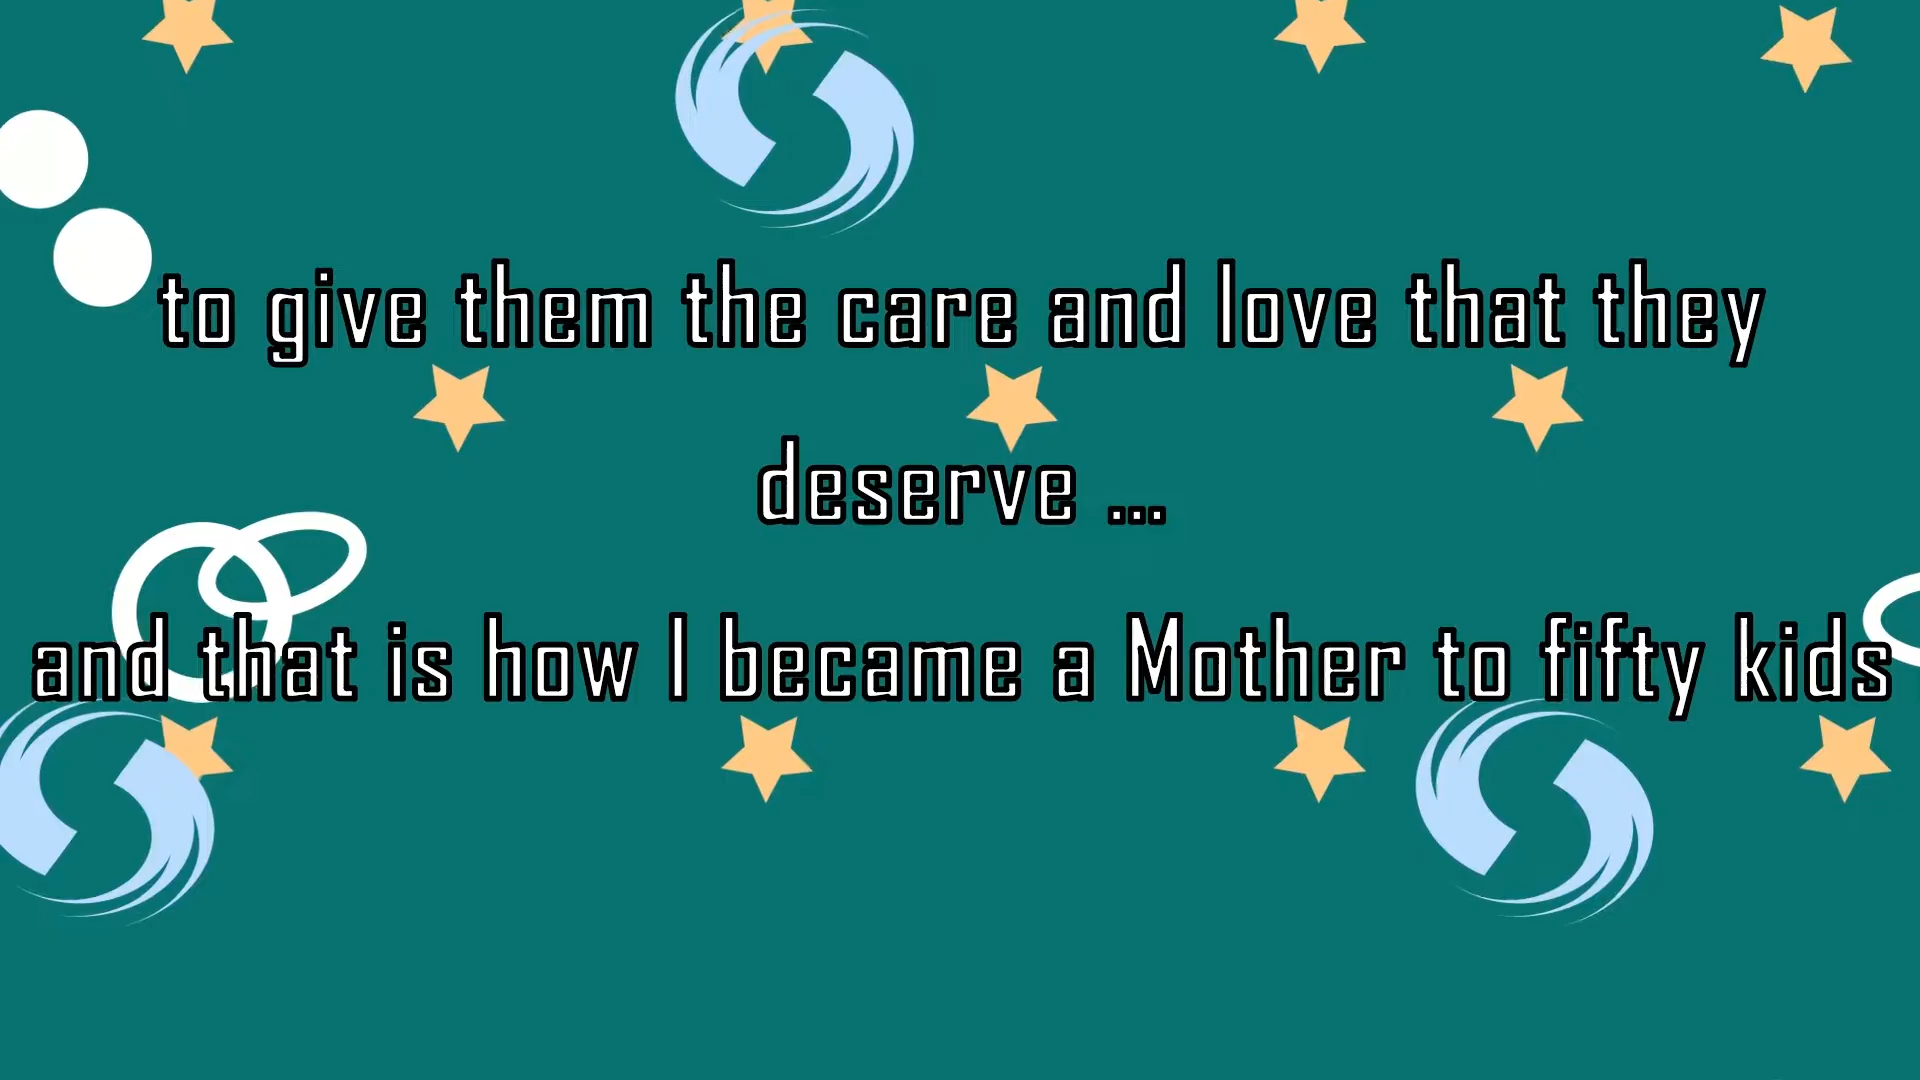 to give them the care and love that they
deserve ...
and that is how I became a Mother to fifty kids